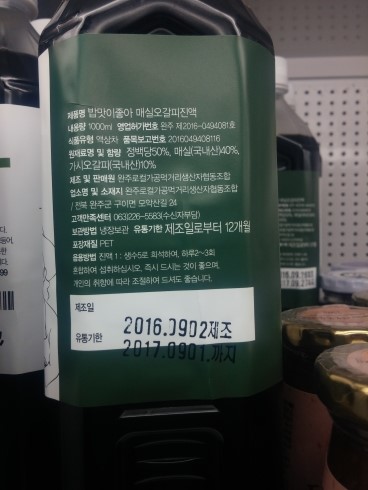 제품명 밥맛이좋아 매실오갈피진액
내용량 1000ml 영업허가번호 완주 제2016-0494081호
식품유형 액상차 품목보고번호 20160494081116
원재료명 및 함량 정백당50%, 매실(국내산)40%,
가시오갈피(국내산)10%
제조 및 판매원 완주로컬가공먹거리생산자협동조합
업소명 및 소재지 완주로컬가공먹거리생산자협동조합
/ 전북 완주군 구이면 모악산길 24
고객만족센터 063)226-5583(수신자부담)
보관방법 냉장보관 유통기한 제조일로부터 12개월
포장재질 PET
음용방법 진액 1 : 생수5로 희석하여, 하루2~3회
혼합하여 섭취하십시오. 즉시 드시는 것이 좋으며,
개인의 취향에 따라 조절하여 드셔도 좋습니다.
제조일
유통기한
2016.0902제조
2017.0901.까지